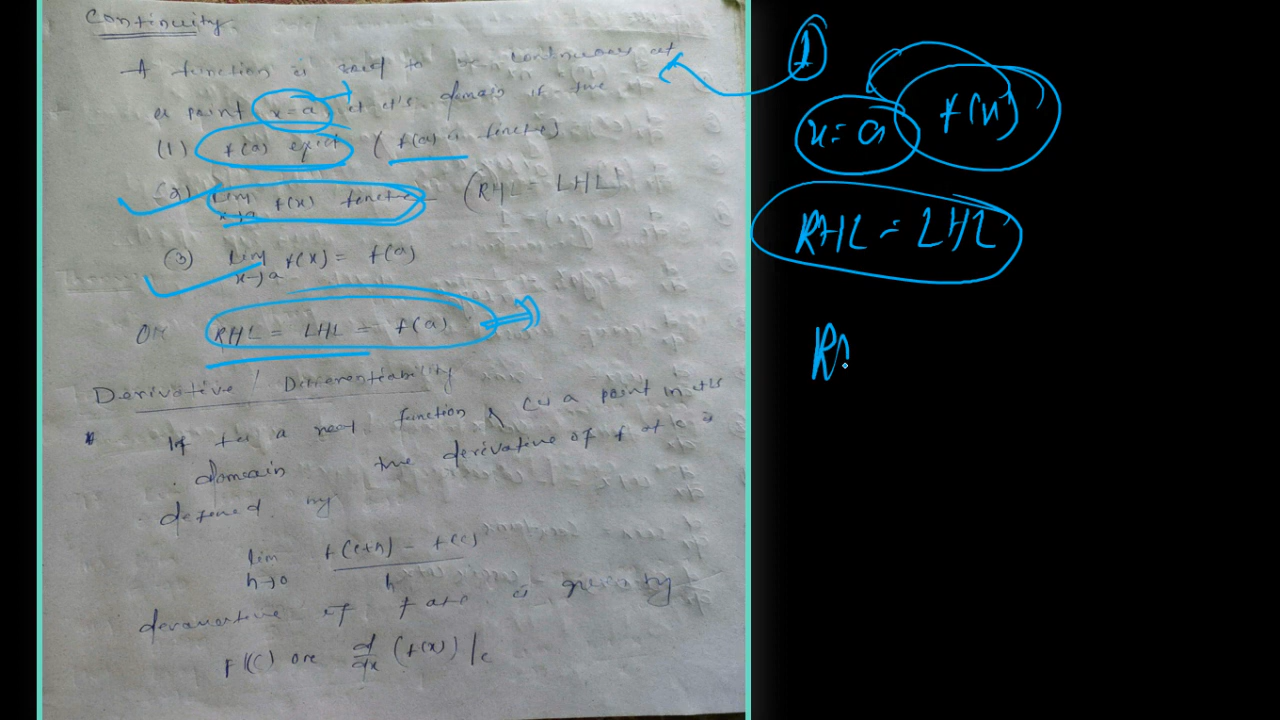 Continuity
A function is said to be continuous at
a point x = a it it's domain if the
(1) f(a) exist ( f(a) is finite)
(2) Lim x→a f(x) finite (RHL = LHL)
(3) Lim x→a f(x) = f(a)
OR RHL = LHL = f(a)
Derivative / Differentiability
If f is a real function & c is a point in its
domain the derivative of f at c is
defined by
lim h→0 f(c+h) - f(c) / h
derivative of f at c is given by
f'(c) or d/dx (f(x)) |c
1
x = a f(x)
RHL = LHL